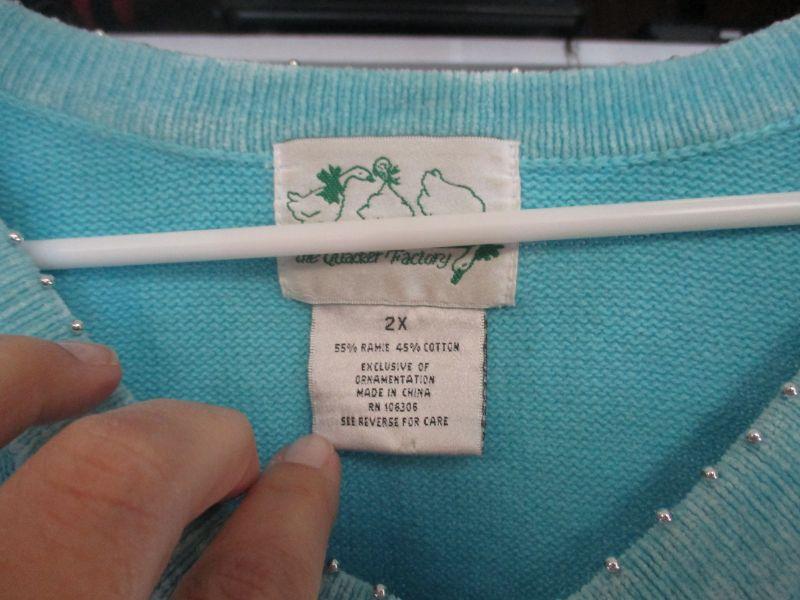 the Quacker Factory
2X
55% RAMIE 45% COTTON
EXCLUSIVE OF
ORNAMENTATION
MADE IN CHINA
RN 106306
SEE REVERSE FOR CARE